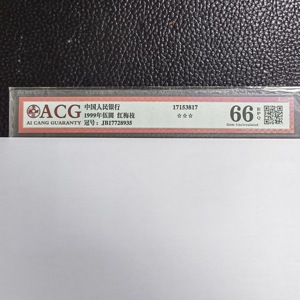 ACG
AI CANG GUARANTY
中国人民银行
1999年伍圆 红梅枝
冠号：JB17728935
17153817
☆☆☆
66
EPQ
Gem Uncirculated